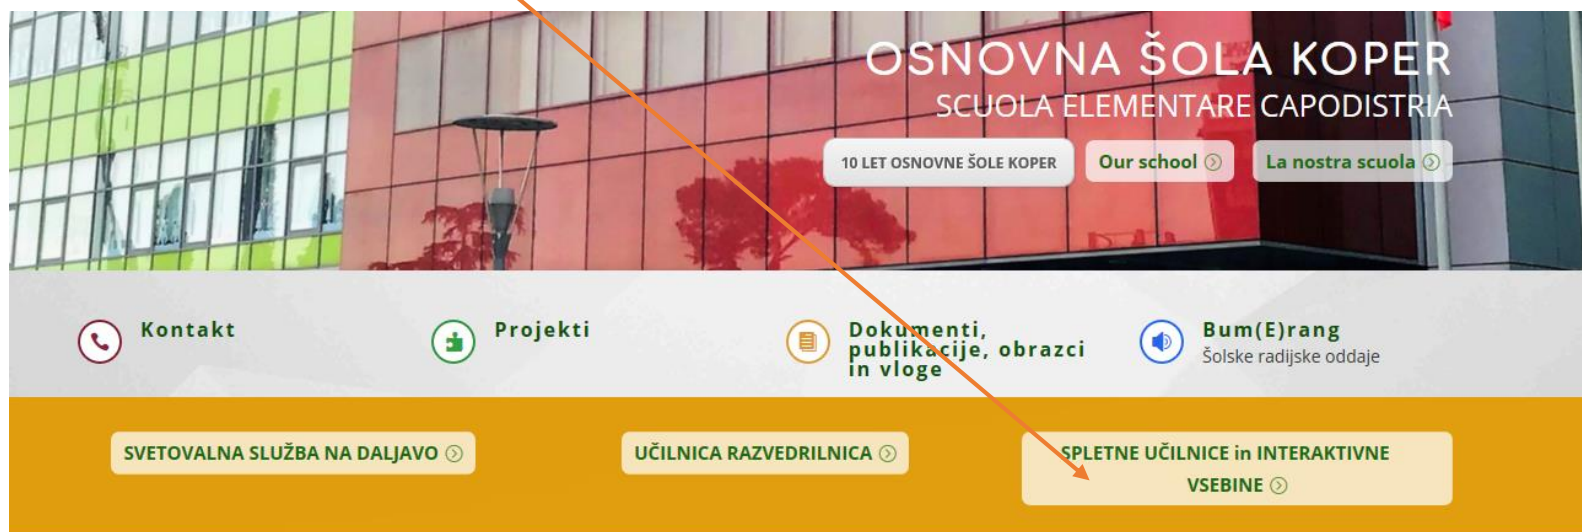 OSNOVNA ŠOLA KOPER
SCUOLA ELEMENTARE CAPODISTRIA
10 LET OSNOVNE ŠOLE KOPER
Our school
La nostra scuola
Kontakt
Projekti
Dokumenti,
publikacije, obrazci
in vloge
Bum(E)rang
Šolske radijske oddaje
SVETOVALNA SLUŽBA NA DALJAVO
UČILNICA RAZVEDRILNICA
SPLETNE UČILNICE in INTERAKTIVNE
VSEBINE